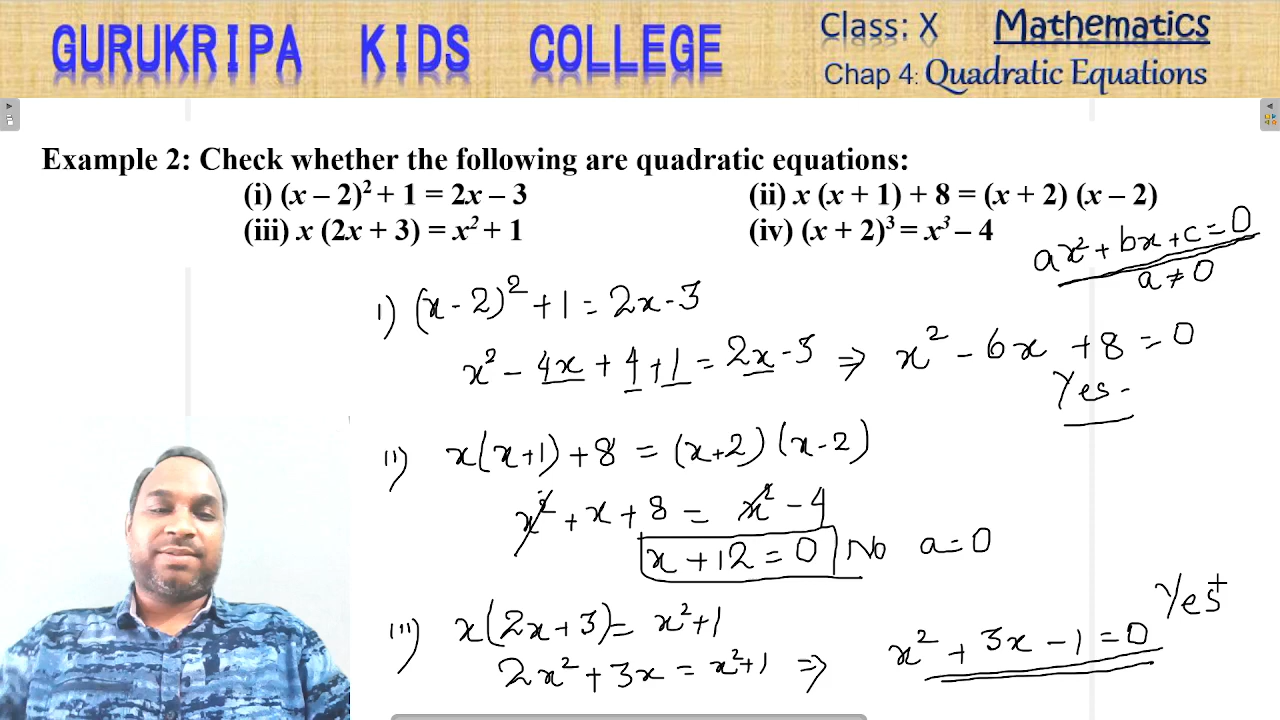 GURUKRIPA KIDS COLLEGE
Class: X Mathematics
Chap 4: Quadratic Equations
Example 2: Check whether the following are quadratic equations:
(i) (x – 2)² + 1 = 2x – 3 (ii) x (x + 1) + 8 = (x + 2) (x – 2)
(iii) x (2x + 3) = x² + 1 (iv) (x + 2)³ = x³ – 4
ax² + bx + c = 0
a ≠ 0
i) (x - 2)² + 1 = 2x - 3
x² - 4x + 4 + 1 = 2x - 3 ⇒ x² - 6x + 8 = 0
Yes
ii) x(x+1) + 8 = (x+2)(x-2)
x² + x + 8 = x² - 4
x + 12 = 0 No a = 0
iii) x(2x+3) = x²+1
2x² + 3x = x²+1 ⇒ x² + 3x - 1 = 0 Yes